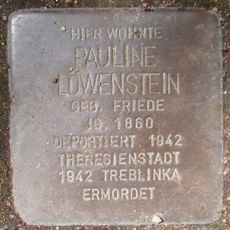 HIER WOHNTE
PAULINE
LÖWENSTEIN
GEB. FRIEDE
JG. 1860
DEPORTIERT 1942
THERESIENSTADT
1942 TREBLINKA
ERMORDET